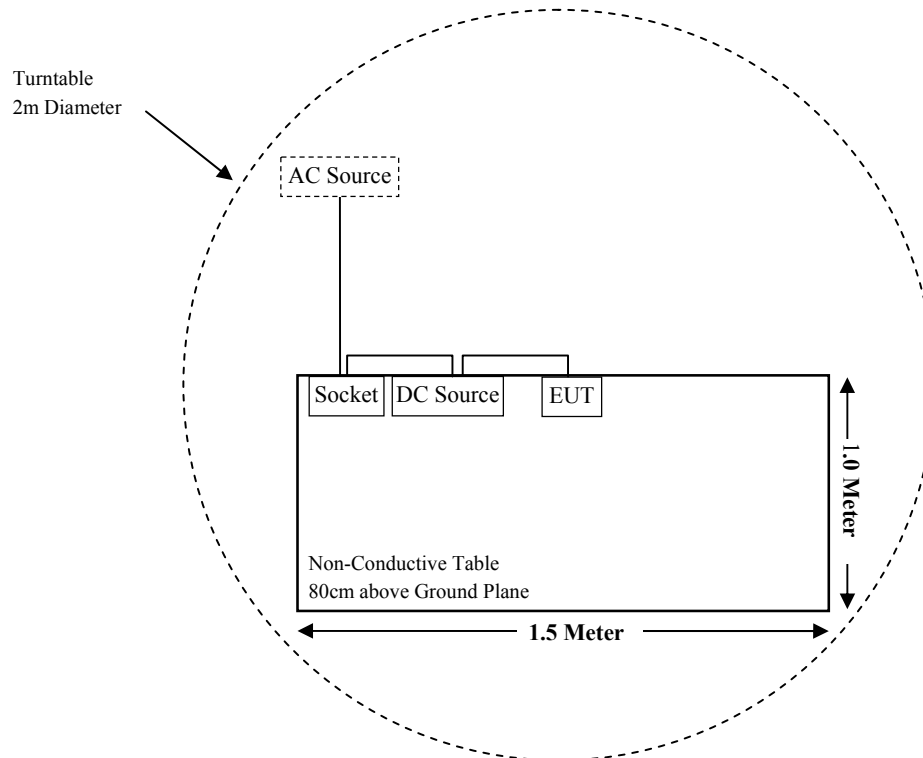 Turntable
2m Diameter
AC Source
Socket
DC Source
EUT
1.0 Meter
Non-Conductive Table
80cm above Ground Plane
1.5 Meter